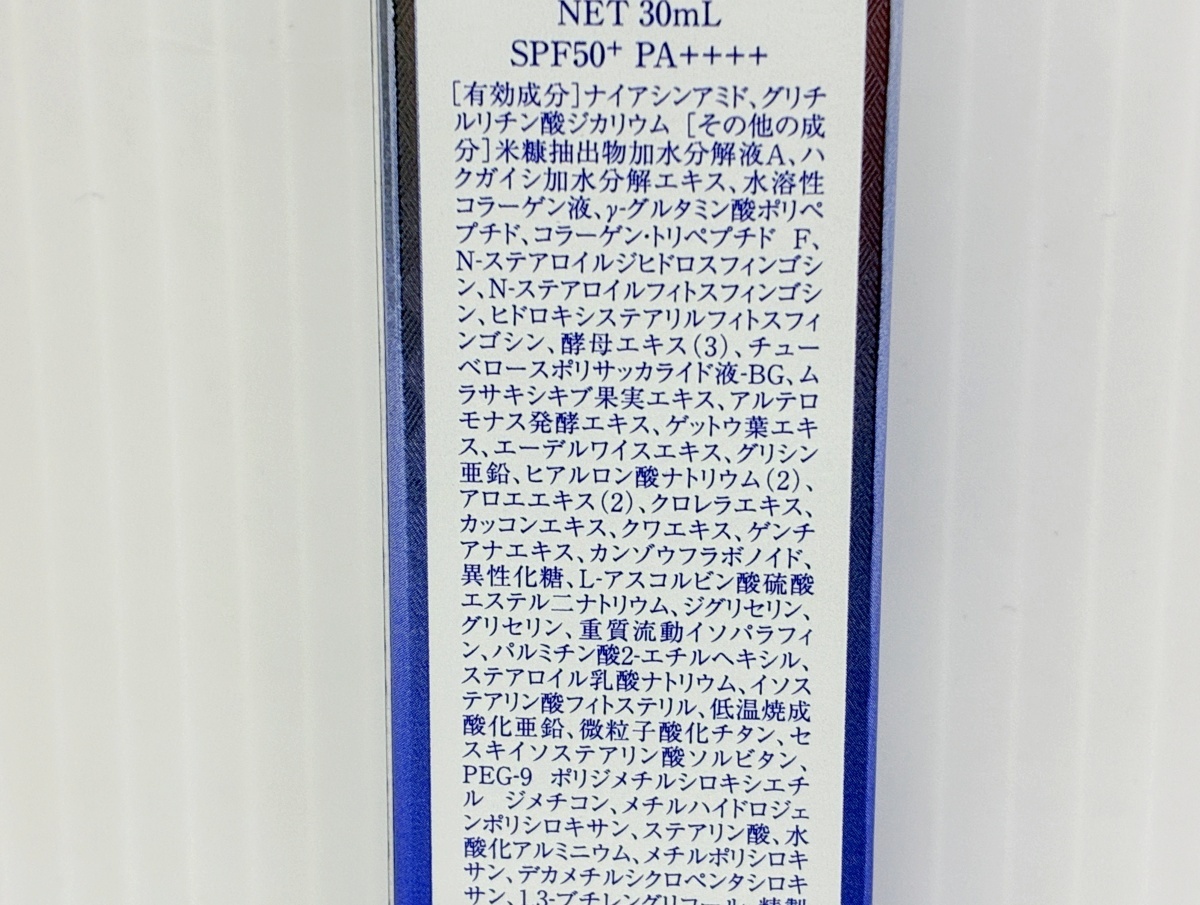 NET 30mL
SPF50+ PA++++
[有効成分]ナイアシンアミド、グリチ
ルリチン酸ジカリウム [その他の成
分]米糠抽出物加水分解液A、ハ
クガイシ加水分解エキス、水溶性
コラーゲン液、γ-グルタミン酸ポリペ
プチド、コラーゲン・トリペプチド F、
N-ステアロイルジヒドロスフィンゴシ
ン、N-ステアロイルフィトスフィンゴシ
ン、ヒドロキシステアリルフィトスフィ
ンゴシン、酵母エキス(3)、チュー
ベロースポリサッカライド液-BG、ム
ラサキシキブ果実エキス、アルテロ
モナス発酵エキス、ゲットウ葉エキ
ス、エーデルワイスエキス、グリシン
亜鉛、ヒアルロン酸ナトリウム(2)、
アロエエキス(2)、クロレラエキス、
カッコンエキス、クワエキス、ゲンチ
アナエキス、カンゾウフラボノイド、
異性化糖、L-アスコルビン酸硫酸
エステル二ナトリウム、ジグリセリン、
グリセリン、重質流動イソパラフィ
ン、パルミチン酸2-エチルヘキシル、
ステアロイル乳酸ナトリウム、イソス
テアリン酸フィトステリル、低温焼成
酸化亜鉛、微粒子酸化チタン、セ
スキイソステアリン酸ソルビタン、
PEG-9 ポリジメチルシロキシエチ
ル ジメチコン、メチルハイドロジェ
ンポリシロキサン、ステアリン酸、水
酸化アルミニウム、メチルポリシロキ
サン、デカメチルシクロペンタシロキ
サン、1,3-ブチレングリコール、精製